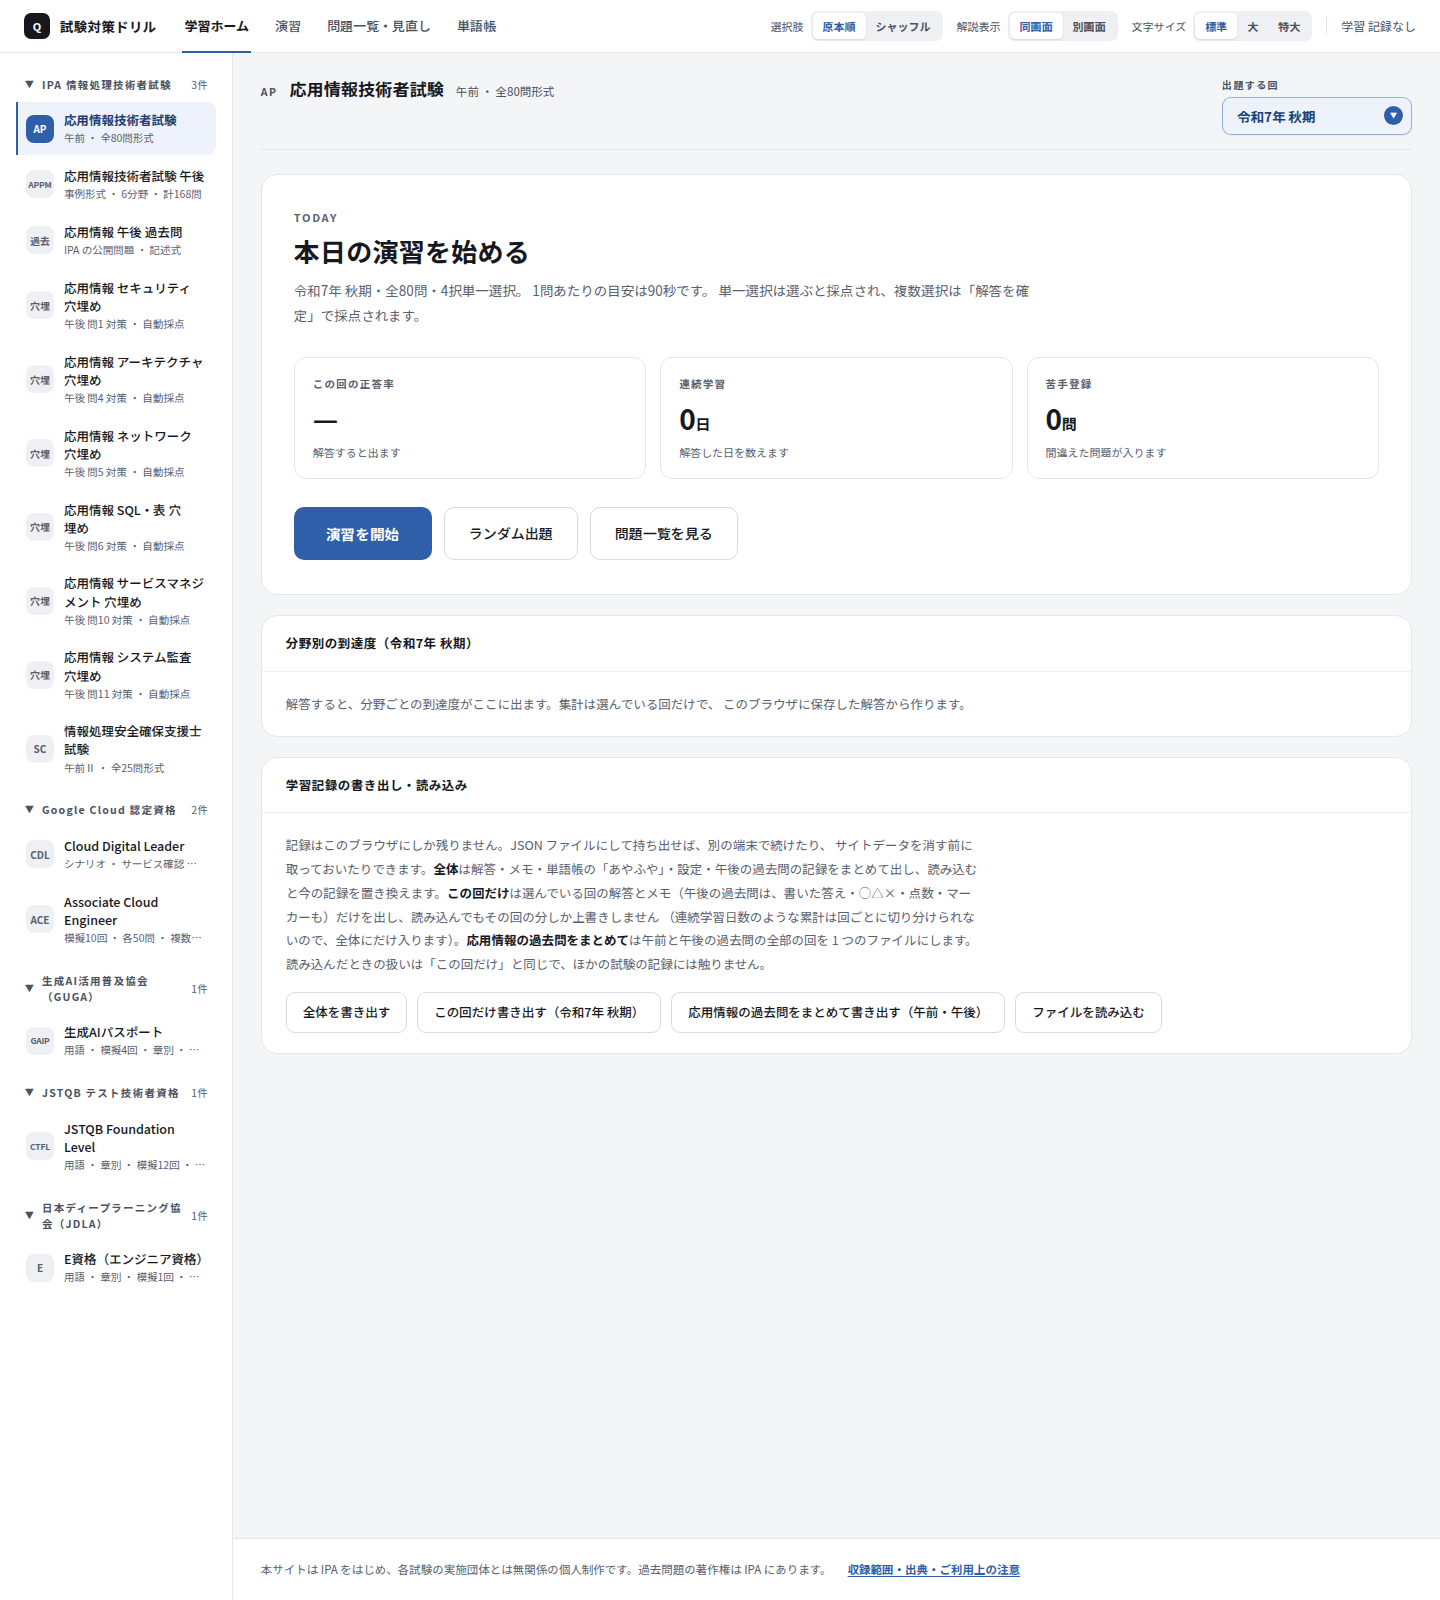 Q 試験対策ドリル 学習ホーム 演習 問題一覧・見直し 単語帳 選択肢 原本順 シャッフル 解説表示 同画面 別画面 文字サイズ 標準 大 特大 学習 記録なし
▼ IPA 情報処理技術者試験 3件
AP 応用情報技術者試験
午前 ・ 全80問形式
APPM 応用情報技術者試験 午後
事例形式 ・ 6分野 ・ 計168問
過去 応用情報 午後 過去問
IPA の公開問題 ・ 記述式
穴埋 応用情報 セキュリティ
穴埋め
午後 問1 対策 ・ 自動採点
穴埋 応用情報 アーキテクチャ
穴埋め
午後 問4 対策 ・ 自動採点
穴埋 応用情報 ネットワーク
穴埋め
午後 問5 対策 ・ 自動採点
穴埋 応用情報 SQL・表 穴
埋め
午後 問6 対策 ・ 自動採点
穴埋 応用情報 サービスマネジ
メント 穴埋め
午後 問10 対策 ・ 自動採点
穴埋 応用情報 システム監査
穴埋め
午後 問11 対策 ・ 自動採点
SC 情報処理安全確保支援士
試験
午前 II ・ 全25問形式
▼ Google Cloud 認定資格 2件
CDL Cloud Digital Leader
シナリオ ・ サービス確認 …
ACE Associate Cloud
Engineer
模擬10回 ・ 各50問 ・ 複数…
▼ 生成AI活用普及協会
（GUGA） 1件
GAIP 生成AIパスポート
用語 ・ 模擬4回 ・ 章別 ・ …
▼ JSTQB テスト技術者資格 1件
CTFL JSTQB Foundation
Level
用語 ・ 章別 ・ 模擬12回 ・ …
▼ 日本ディープラーニング協
会（JDLA） 1件
E E資格（エンジニア資格）
用語 ・ 章別 ・ 模擬1回 ・ …
AP 応用情報技術者試験 午前 ・ 全80問形式
出題する回
令和7年 秋期 ▼
TODAY
本日の演習を始める
令和7年 秋期・全80問・4択単一選択。 1問あたりの目安は90秒です。 単一選択は選ぶと採点され、複数選択は「解答を確
定」で採点されます。
この回の正答率
—
解答すると出ます
連続学習
0日
解答した日を数えます
苦手登録
0問
間違えた問題が入ります
演習を開始 ランダム出題 問題一覧を見る
分野別の到達度（令和7年 秋期）
解答すると、分野ごとの到達度がここに出ます。集計は選んでいる回だけで、 このブラウザに保存した解答から作ります。
学習記録の書き出し・読み込み
記録はこのブラウザにしか残りません。JSON ファイルにして持ち出せば、別の端末で続けたり、 サイトデータを消す前に
取っておいたりできます。全体は解答・メモ・単語帳の「あやふや」・設定・午後の過去問の記録をまとめて出し、読み込む
と今の記録を置き換えます。この回だけは選んでいる回の解答とメモ（午後の過去問は、書いた答え・○△×・点数・マー
カーも）だけを出し、読み込んでもその回の分しか上書きしません （連続学習日数のような累計は回ごとに切り分けられな
いので、全体にだけ入ります）。応用情報の過去問をまとめては午前と午後の過去問の全部の回を 1 つのファイルにします。
読み込んだときの扱いは「この回だけ」と同じで、ほかの試験の記録には触りません。
全体を書き出す この回だけ書き出す（令和7年 秋期） 応用情報の過去問をまとめて書き出す（午前・午後） ファイルを読み込む
本サイトは IPA をはじめ、各試験の実施団体とは無関係の個人制作です。過去問題の著作権は IPA にあります。 収録範囲・出典・ご利用上の注意